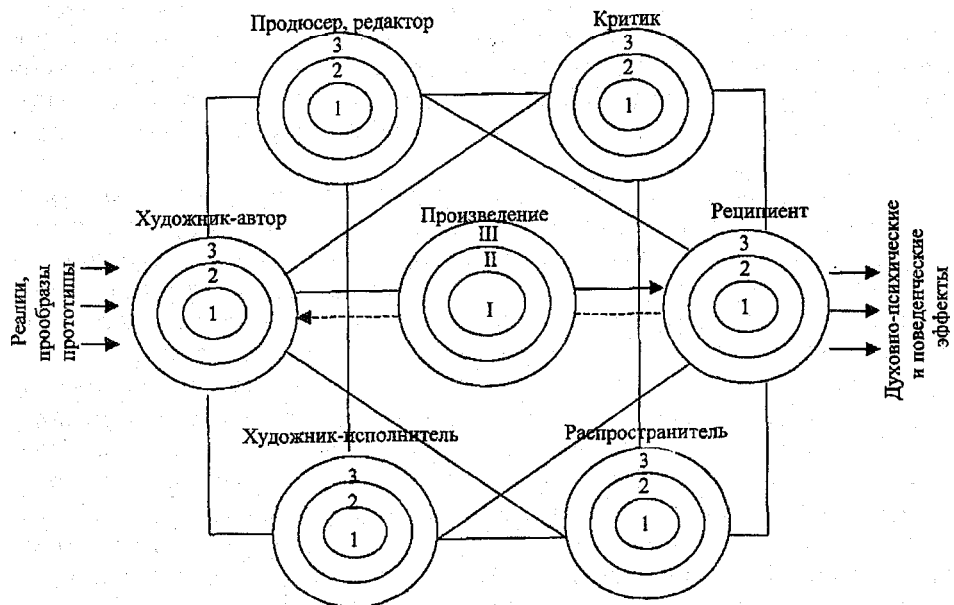 Продюсер, редактор
Критик
3
2
1
3
2
1
Художник-автор
Произведение
Реципиент
3
2
1
III
II
I
3
2
1
Реалии,
прообразы
прототипы
Духовно-психические
и поведенческие
эффекты
Художник-исполнитель
Распространитель
3
2
1
3
2
1